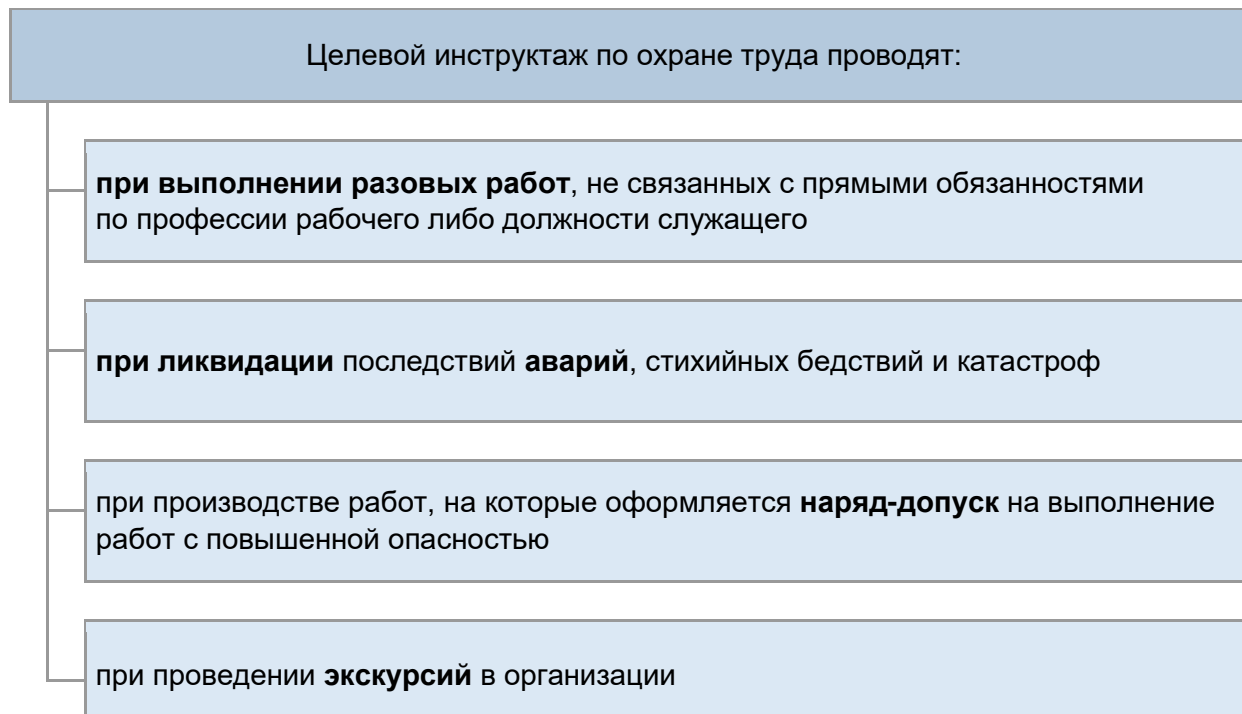 Целевой инструктаж по охране труда проводят:
при выполнении разовых работ, не связанных с прямыми обязанностями
по профессии рабочего либо должности служащего
при ликвидации последствий аварий, стихийных бедствий и катастроф
при производстве работ, на которые оформляется наряд-допуск на выполнение
работ с повышенной опасностью
при проведении экскурсий в организации